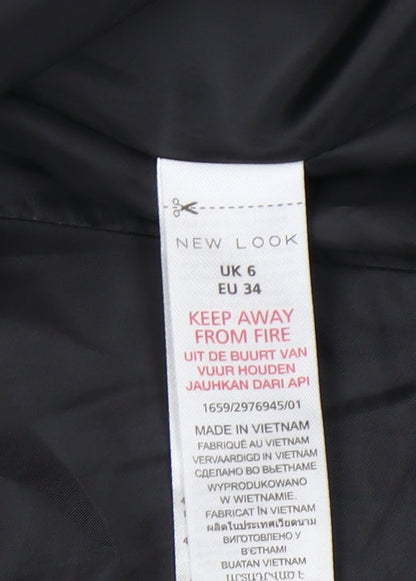 NEW LOOK
UK 6
EU 34
KEEP AWAY
FROM FIRE
UIT DE BUURT VAN
VUUR HOUDEN
JAUHKAN DARI API
1659/2976945/01
MADE IN VIETNAM
FABRIQUÉ AU VIETNAM
VERVAARDIGD IN VIETNAM
СДЕЛАНО ВО ВЬЕТНАМЕ
WYPRODUKOWANO
W WIETNAMIE.
FABRICAT ÎN VIETNAM
ผลิตในประเทศเวียดนาม
ВИГОТОВЛЕНО У
В'ЄТНАМІ
BUATAN VIETNAM